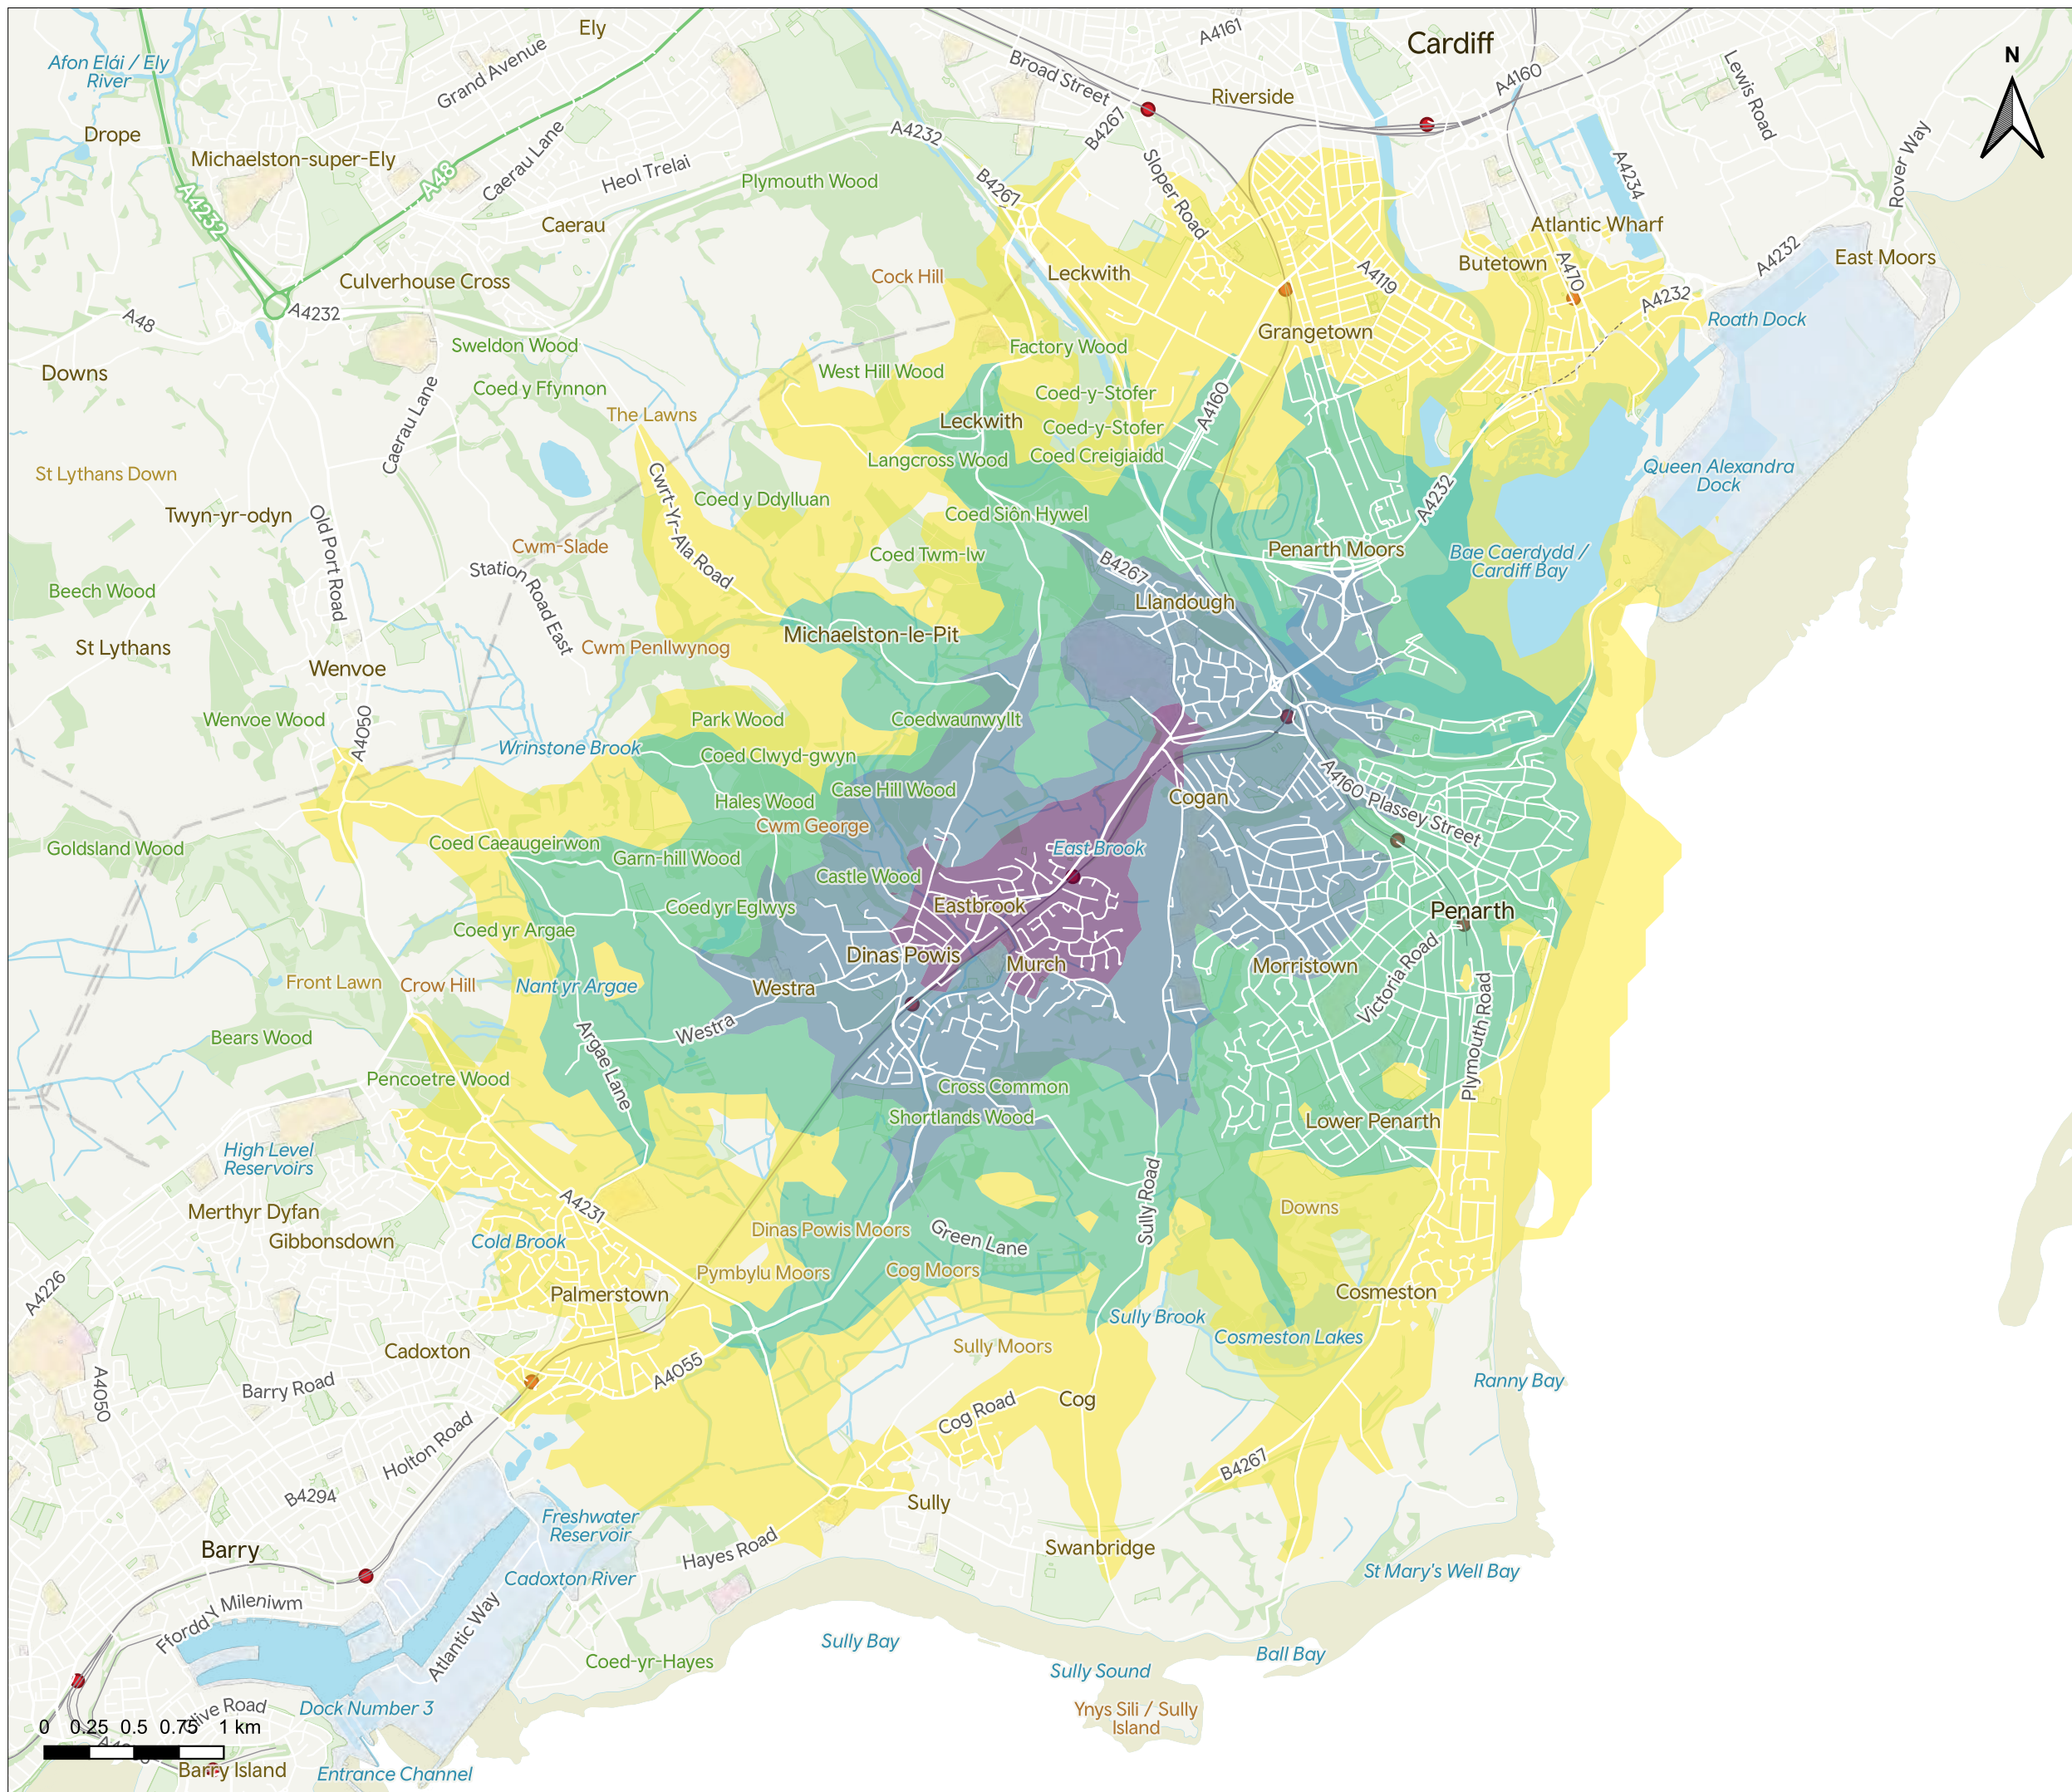 Ely
A4161
Cardiff
N
Afon Elái / Ely
River
Grand Avenue
Broad Street
A4160
Lewis Road
Riverside
Drope
A4232
B4267
Michaelston-super-Ely
Caerau Lane
Heol Trelai
Sloper Road
A4234
Rover Way
A48
Plymouth Wood
B4267
A4232
Caerau
Atlantic Wharf
Butetown
A470
A4232
East Moors
Culverhouse Cross
Cock Hill
Leckwith
A4119
A4232
A4232
A48
Grangetown
Roath Dock
Sweldon Wood
Factory Wood
Downs
West Hill Wood
Coed y Ffynnon
Coed-y-Stofer
The Lawns
Caerau Lane
Leckwith
A4160
Coed-y-Stofer
Langcross Wood
Coed Creigiaidd
St Lythans Down
Queen Alexandra
Dock
Cwrt-Yr-Ala Road
Coed y Ddylluan
A4232
Twyn-yr-odyn
Old Port Road
Coed Siôn Hywel
Cwm-Slade
Coed Twm-lw
Penarth Moors
Bae Caerdydd /
Cardiff Bay
Station Road East
B4267
Beech Wood
Llandough
Michaelston-le-Pit
St Lythans
Cwm Penllwynog
Wenvoe
Wenvoe Wood
A4050
Park Wood
Coedwaunwyllt
Wrinstone Brook
Coed Clwyd-gwyn
Case Hill Wood
A4160
Plassey Street
Hales Wood
Cogan
Cwm George
Goldsland Wood
Coed Caeaugeirwon
Garn-hill Wood
East Brook
Castle Wood
Coed yr Eglwys
Eastbrook
Penarth
Coed yr Argae
Dinas Powis
Murch
Morristown
Victoria Road
Front Lawn
Crow Hill
Nant yr Argae
Westra
Plymouth Road
Bears Wood
Westra
Argae Lane
Pencoetre Wood
Cross Common
Shortlands Wood
Lower Penarth
High Level
Reservoirs
Sully Road
Merthyr Dyfan
A4231
Downs
Gibbonsdown
Cold Brook
Dinas Powis Moors
Green Lane
Pymbylu Moors
Cog Moors
A4226
Palmerstown
Cosmeston
Sully Brook
Cosmeston Lakes
Cadoxton
Sully Moors
A4055
A4050
Barry Road
Ranny Bay
Cog Road
Cog
Holton Road
B4267
B4294
Sully
Freshwater
Reservoir
Barry
Hayes Road
Swanbridge
Cadoxton River
St Mary's Well Bay
Ffordd Y Mileniwm
Atlantic Way
Sully Bay
Coed-yr-Hayes
Sully Sound
Ball Bay
Dock Number 3
Ynys Sili / Sully
Island
0 0.25 0.5 0.75 1 km
Barry Island
Entrance Channel